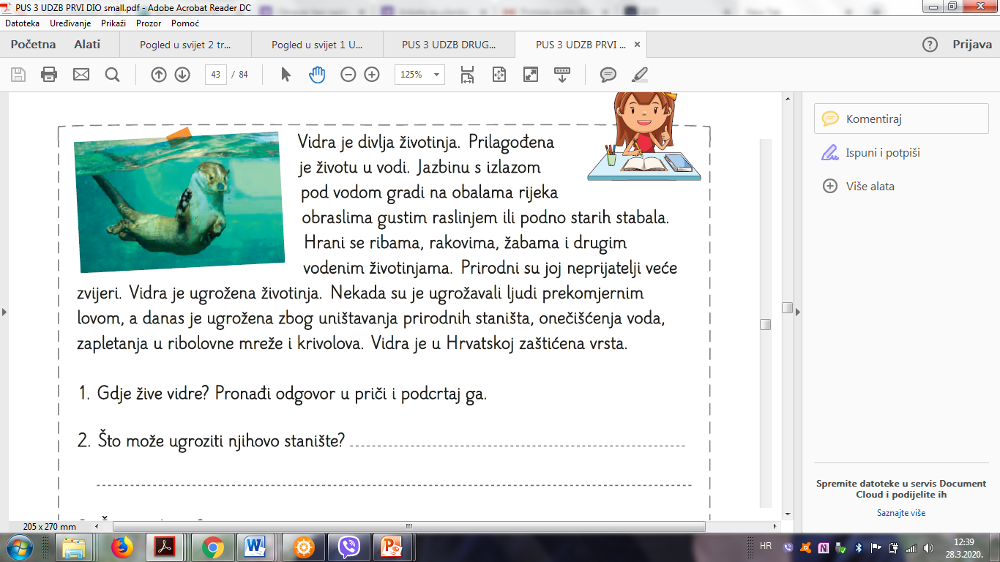 PUS 3 UDZB PRVI DIO small.pdf - Adobe Acrobat Reader DC
Datoteka Uređivanje Prikaži Prozor Pomoć
Početna Alati Pogled u svijet 2 tr... Pogled u svijet 1 U... PUS 3 UDZB DRUG... PUS 3 UDZB PRVI ... Prijava
43 / 84 125%
Vidra je divlja životinja. Prilagođena
je životu u vodi. Jazbinu s izlazom
pod vodom gradi na obalama rijeka
obraslima gustim raslinjem ili podno starih stabala.
Hrani se ribama, rakovima, žabama i drugim
vodenim životinjama. Prirodni su joj neprijatelji veće
zvijeri. Vidra je ugrožena životinja. Nekada su je ugrožavali ljudi prekomjernim
lovom, a danas je ugrožena zbog uništavanja prirodnih staništa, onečišćenja voda,
zapletanja u ribolovne mreže i krivolova. Vidra je u Hrvatskoj zaštićena vrsta.
1. Gdje žive vidre? Pronađi odgovor u priči i podcrtaj ga.
2. Što može ugroziti njihovo stanište?
Komentiraj
Ispuni i potpiši
Više alata
Spremite datoteke u servis Document
Cloud i podijelite ih
Saznajte više
205 x 270 mm
HR
12:39
28.3.2020.